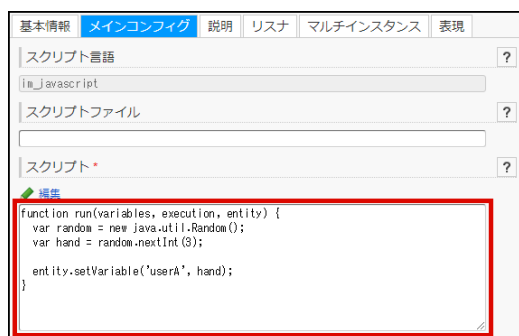 基本情報 メインコンフィグ 説明 リスナ マルチインスタンス 表現
スクリプト言語 ?
im_javascript
スクリプトファイル ?
スクリプト * ?
編集
function run(variables, execution, entity) {
  var random = new java.util.Random();
  var hand = random.nextInt(3);

  entity.setVariable('userA', hand);
}